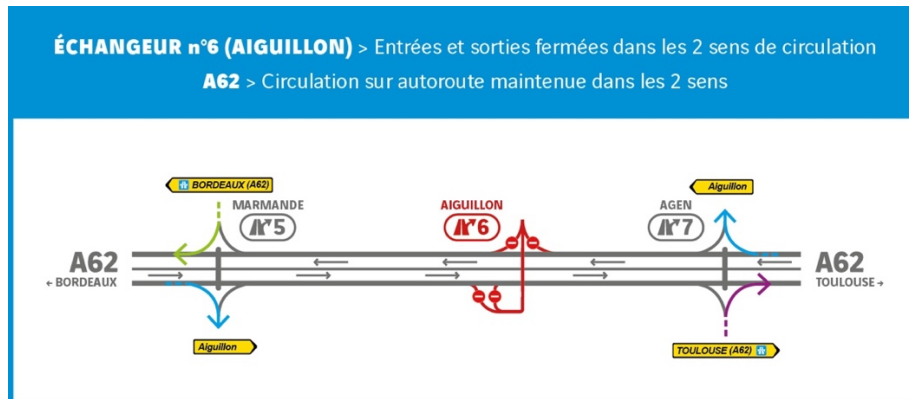 ÉCHANGEUR n°6 (AIGUILLON) > Entrées et sorties fermées dans les 2 sens de circulation
A62 > Circulation sur autoroute maintenue dans les 2 sens
BORDEAUX (A62)
MARMANDE
5
AIGUILLON
6
AGEN
7
Aiguillon
A62
← BORDEAUX
A62
TOULOUSE →
Aiguillon
TOULOUSE (A62)